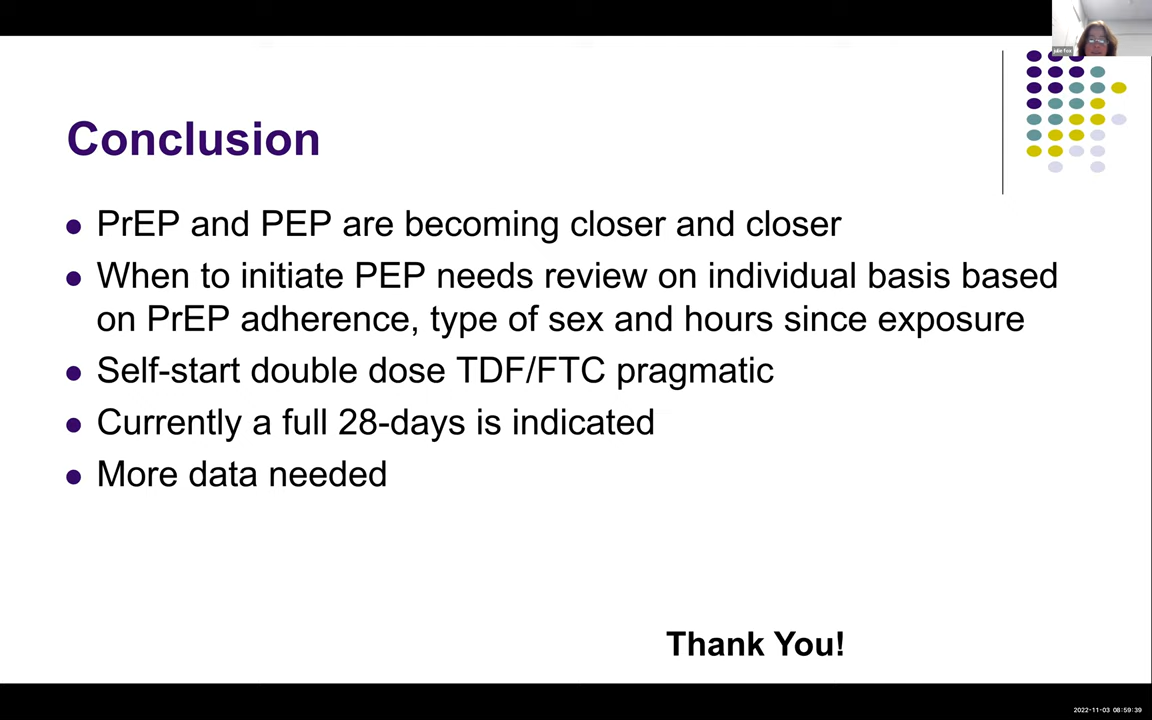 julie fox
Conclusion
PrEP and PEP are becoming closer and closer
When to initiate PEP needs review on individual basis based
on PrEP adherence, type of sex and hours since exposure
Self-start double dose TDF/FTC pragmatic
Currently a full 28-days is indicated
More data needed
Thank You!
2022-11-03 08:59:39